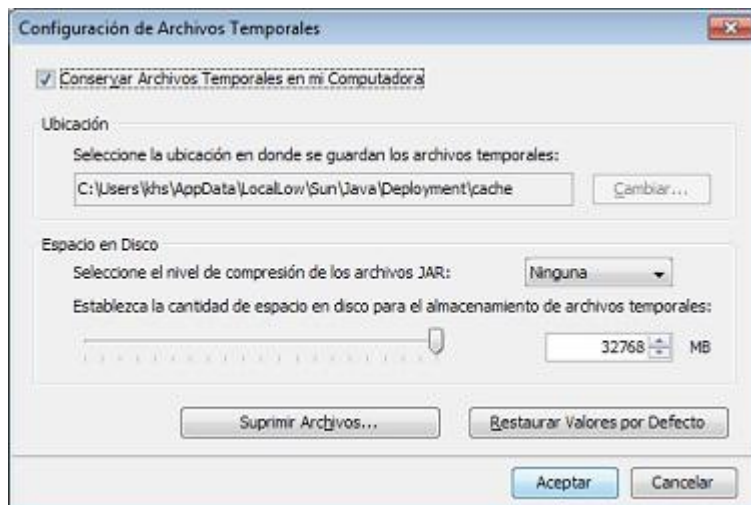 Configuración de Archivos Temporales
Conservar Archivos Temporales en mi Computadora
Ubicación
Seleccione la ubicación en donde se guardan los archivos temporales:
C:\Users\khs\AppData\LocalLow\Sun\Java\Deployment\cache Cambiar...
Espacio en Disco
Seleccione el nivel de compresión de los archivos JAR: Ninguna
Establezca la cantidad de espacio en disco para el almacenamiento de archivos temporales:
32768 MB
Suprimir Archivos... Restaurar Valores por Defecto
Aceptar Cancelar